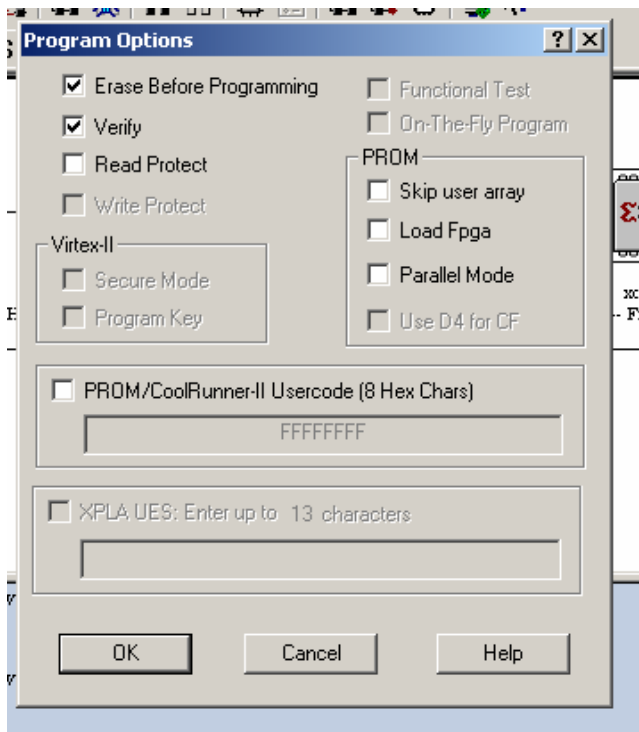 Program Options
Erase Before Programming
Verify
Read Protect
Write Protect
Functional Test
On-The-Fly Program
Virtex-II
Secure Mode
Program Key
PROM
Skip user array
Load Fpga
Parallel Mode
Use D4 for CF
PROM/CoolRunner-II Usercode (8 Hex Chars)
FFFFFFFF
XPLA UES: Enter up to 13 characters
OK Cancel Help